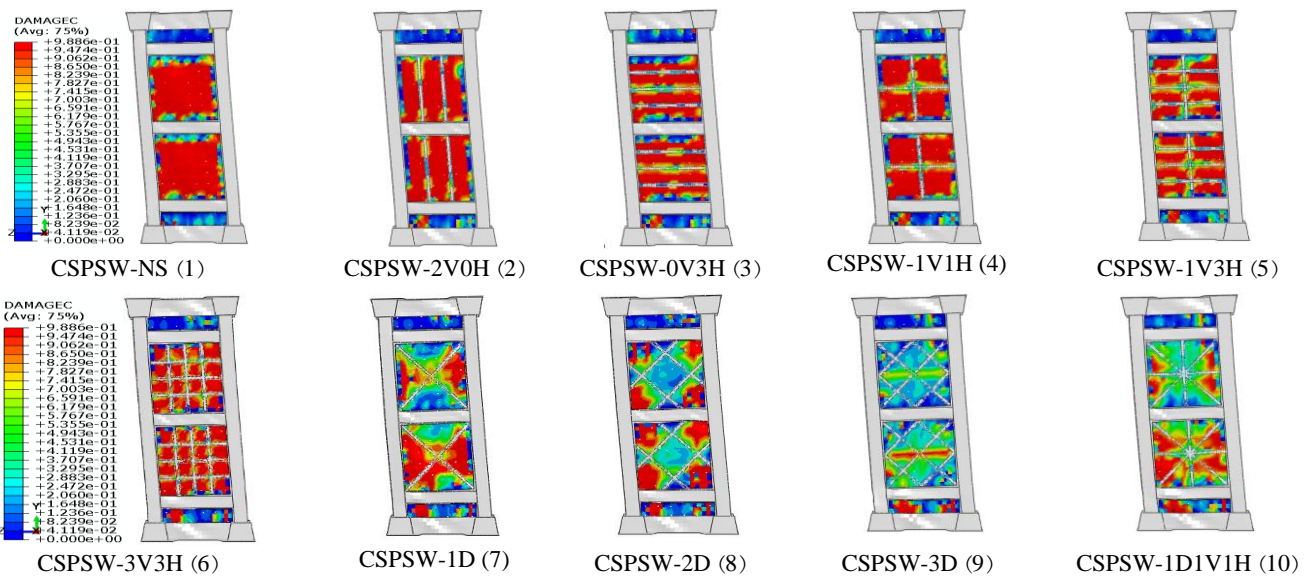 DAMAGEC
(Avg: 75%)
+9.886e-01
+9.474e-01
+9.062e-01
+8.650e-01
+8.239e-01
+7.827e-01
+7.415e-01
+7.003e-01
+6.591e-01
+6.179e-01
+5.767e-01
+5.355e-01
+4.943e-01
+4.531e-01
+4.119e-01
+3.707e-01
+3.295e-01
+2.883e-01
+2.472e-01
+2.060e-01
+1.648e-01
+1.236e-01
+8.239e-02
+4.119e-02
+0.000e+00
Y
Z
X
CSPSW-NS (1)
CSPSW-2V0H (2)
CSPSW-0V3H (3)
CSPSW-1V1H (4)
CSPSW-1V3H (5)
DAMAGEC
(Avg: 75%)
+9.886e-01
+9.474e-01
+9.062e-01
+8.650e-01
+8.239e-01
+7.827e-01
+7.415e-01
+7.003e-01
+6.591e-01
+6.179e-01
+5.767e-01
+5.355e-01
+4.943e-01
+4.531e-01
+4.119e-01
+3.707e-01
+3.295e-01
+2.883e-01
+2.472e-01
+2.060e-01
+1.648e-01
+1.236e-01
+8.239e-02
+4.119e-02
+0.000e+00
Y
Z
X
CSPSW-3V3H (6)
CSPSW-1D (7)
CSPSW-2D (8)
CSPSW-3D (9)
CSPSW-1D1V1H (10)